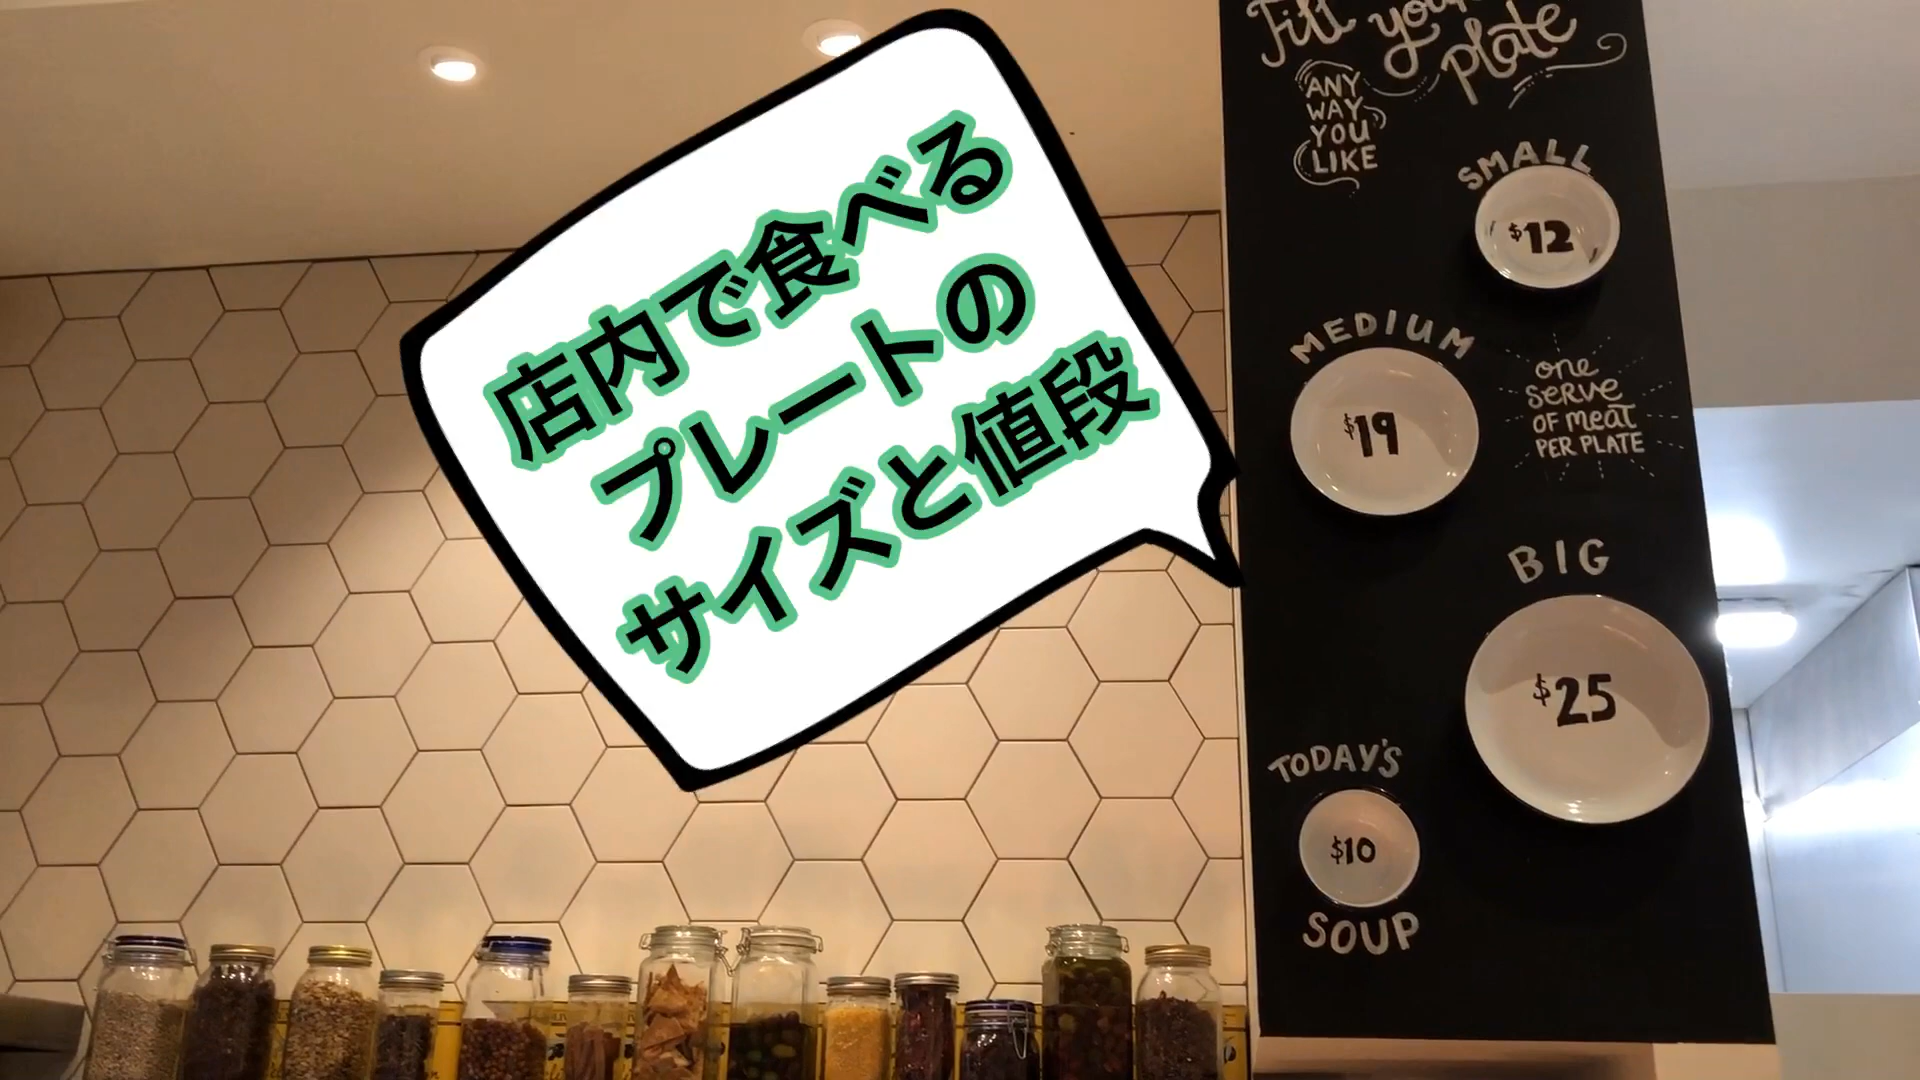 店内で食べる
プレートの
サイズと値段
Fill your
plate
ANY
WAY
YOU
LIKE
SMALL
$12
MEDIUM
$19
one
SERVE
OF meat
PER PLATE
BIG
$25
TODAY'S
$10
SOUP